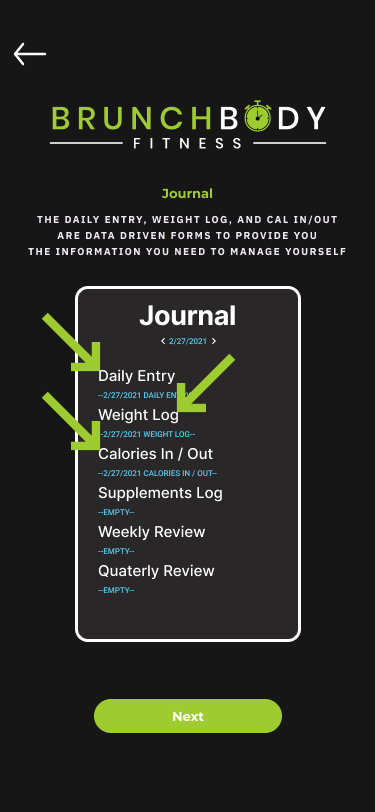 BRUNCHBODY
FITNESS
Journal
THE DAILY ENTRY, WEIGHT LOG, AND CAL IN/OUT
ARE DATA DRIVEN FORMS TO PROVIDE YOU
THE INFORMATION YOU NEED TO MANAGE YOURSELF
Journal
< 2/27/2021 >
Daily Entry
--2/27/2021 DAILY
Weight Log
--2/27/2021 WEIGHT LOG--
Calories In / Out
--2/27/2021 CALORIES IN / OUT--
Supplements Log
--EMPTY--
Weekly Review
--EMPTY--
Quaterly Review
--EMPTY--
Next